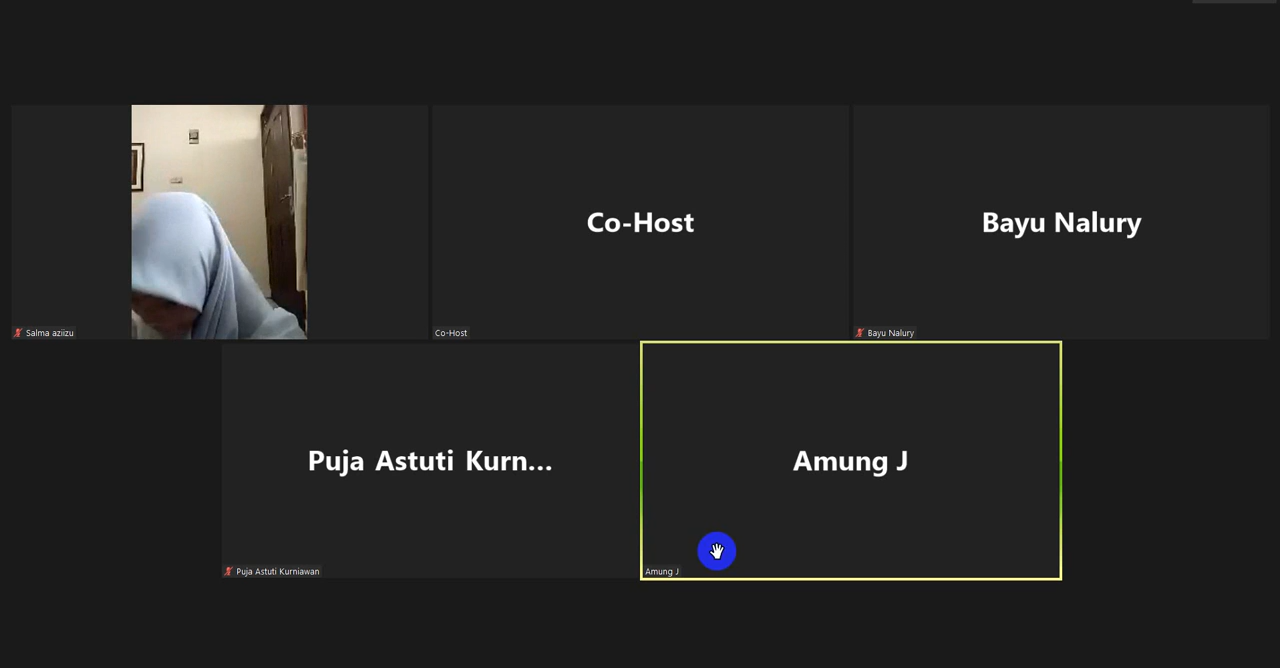 Co-Host
Bayu Nalury
Salma aziizu
Co-Host
Bayu Nalury
Puja Astuti Kurn...
Amung J
Puja Astuti Kurniawan
Amung J